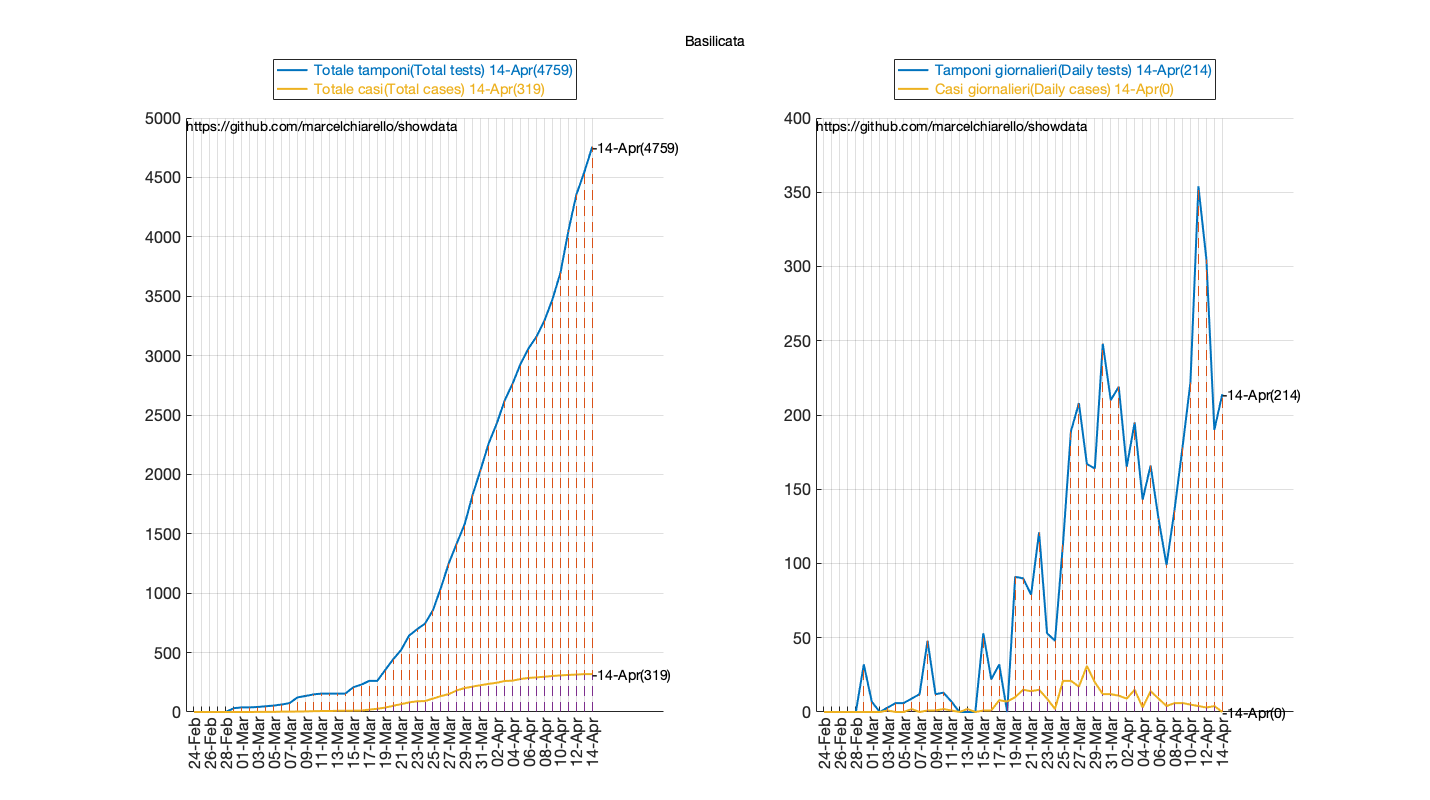 Basilicata
Totale tamponi(Total tests) 14-Apr(4759)
Totale casi(Total cases) 14-Apr(319)
5000
4500
4000
3500
3000
2500
2000
1500
1000
500
0
https://github.com/marcelchiarello/showdata
14-Apr(4759)
14-Apr(319)
24-Feb
26-Feb
28-Feb
01-Mar
03-Mar
05-Mar
07-Mar
09-Mar
11-Mar
13-Mar
15-Mar
17-Mar
19-Mar
21-Mar
23-Mar
25-Mar
27-Mar
29-Mar
31-Mar
02-Apr
04-Apr
06-Apr
08-Apr
10-Apr
12-Apr
14-Apr
Tamponi giornalieri(Daily tests) 14-Apr(214)
Casi giornalieri(Daily cases) 14-Apr(0)
400
350
300
250
200
150
100
50
0
https://github.com/marcelchiarello/showdata
14-Apr(214)
14-Apr(0)
24-Feb
26-Feb
28-Feb
01-Mar
03-Mar
05-Mar
07-Mar
09-Mar
11-Mar
13-Mar
15-Mar
17-Mar
19-Mar
21-Mar
23-Mar
25-Mar
27-Mar
29-Mar
31-Mar
02-Apr
04-Apr
06-Apr
08-Apr
10-Apr
12-Apr
14-Apr